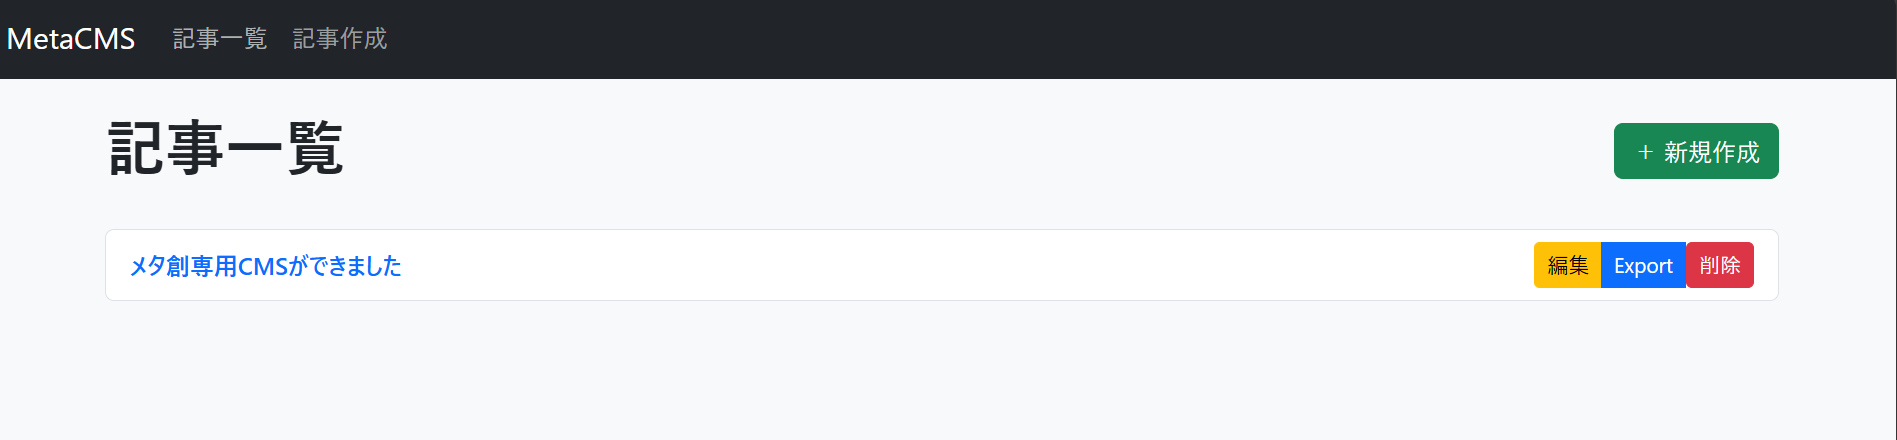 MetaCMS 記事一覧 記事作成
記事一覧
＋ 新規作成
メタ創専用CMSができました
編集 Export 削除